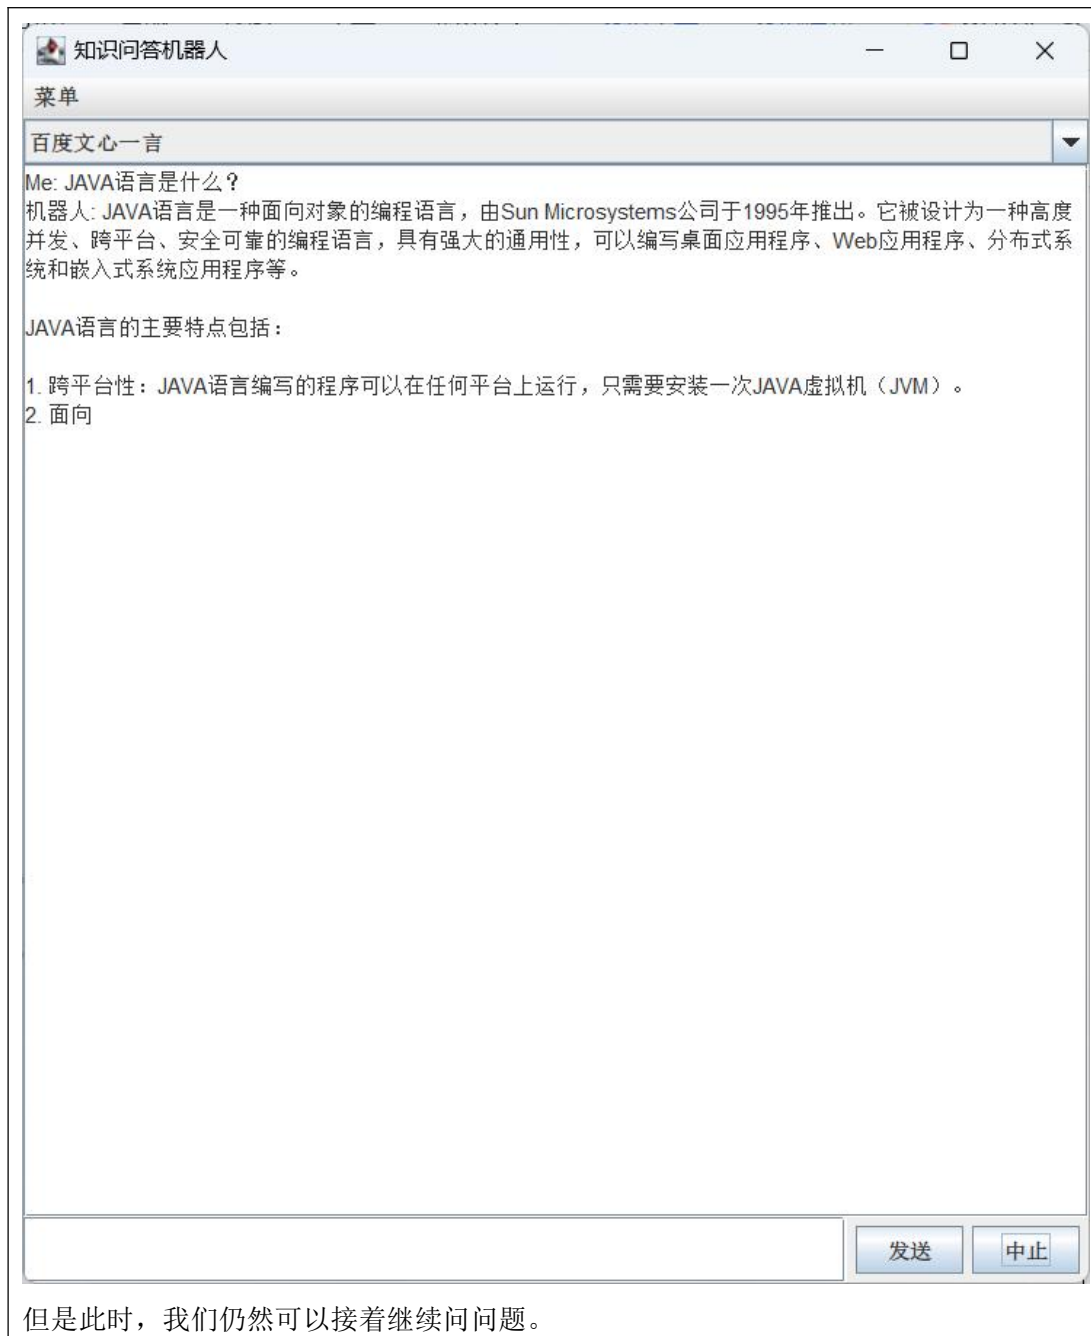 知识问答机器人
菜单
百度文心一言
Me: JAVA语言是什么？
机器人: JAVA语言是一种面向对象的编程语言，由Sun Microsystems公司于1995年推出。它被设计为一种高度
并发、跨平台、安全可靠的编程语言，具有强大的通用性，可以编写桌面应用程序、Web应用程序、分布式系
统和嵌入式系统应用程序等。
JAVA语言的主要特点包括：
1. 跨平台性：JAVA语言编写的程序可以在任何平台上运行，只需要安装一次JAVA虚拟机（JVM）。
2. 面向
发送 中止
但是此时，我们仍然可以接着继续问问题。